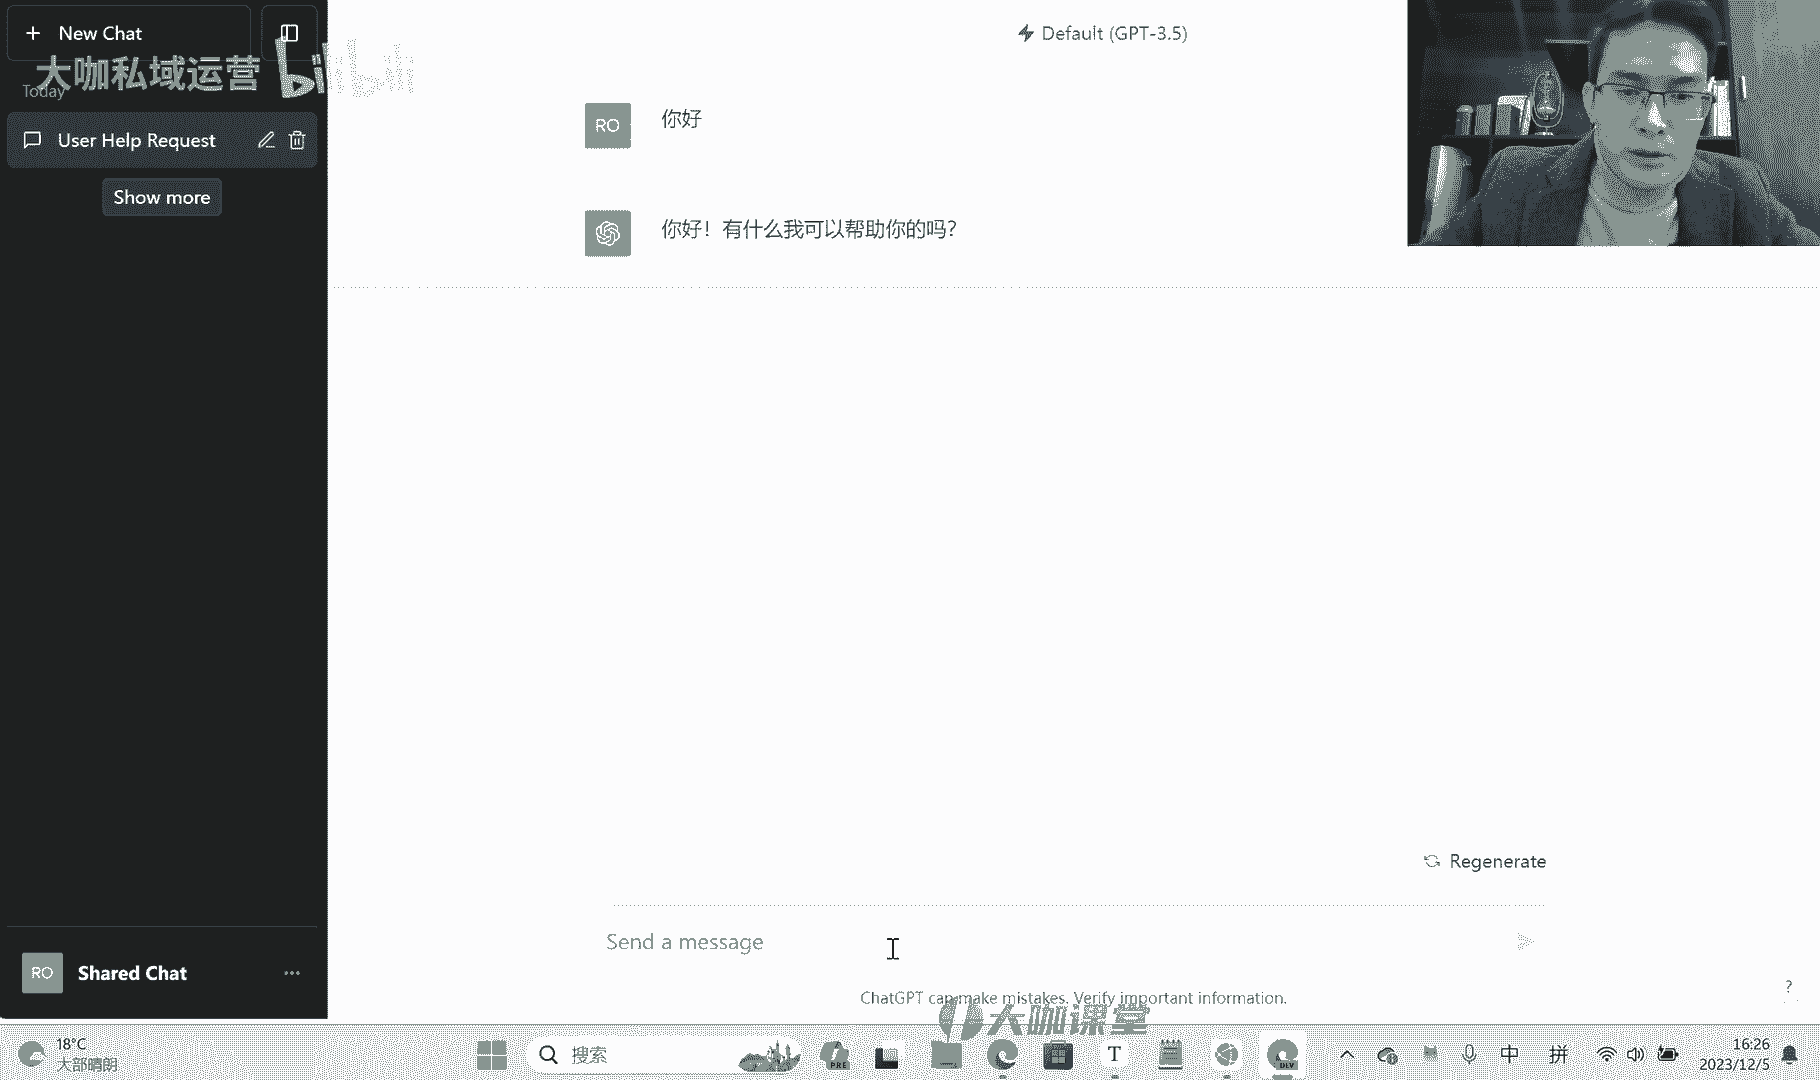 New Chat
大咖私域运营 bilibili
Today
User Help Request
Show more
Default (GPT-3.5)
RO
你好
你好！有什么我可以帮助你的吗？
Regenerate
Send a message
ChatGPT can make mistakes. Verify important information.
?
RO
Shared Chat
大咖课堂
18°C
大部晴朗
搜索
PRE
T
DEV
中
拼
16:26
2023/12/5